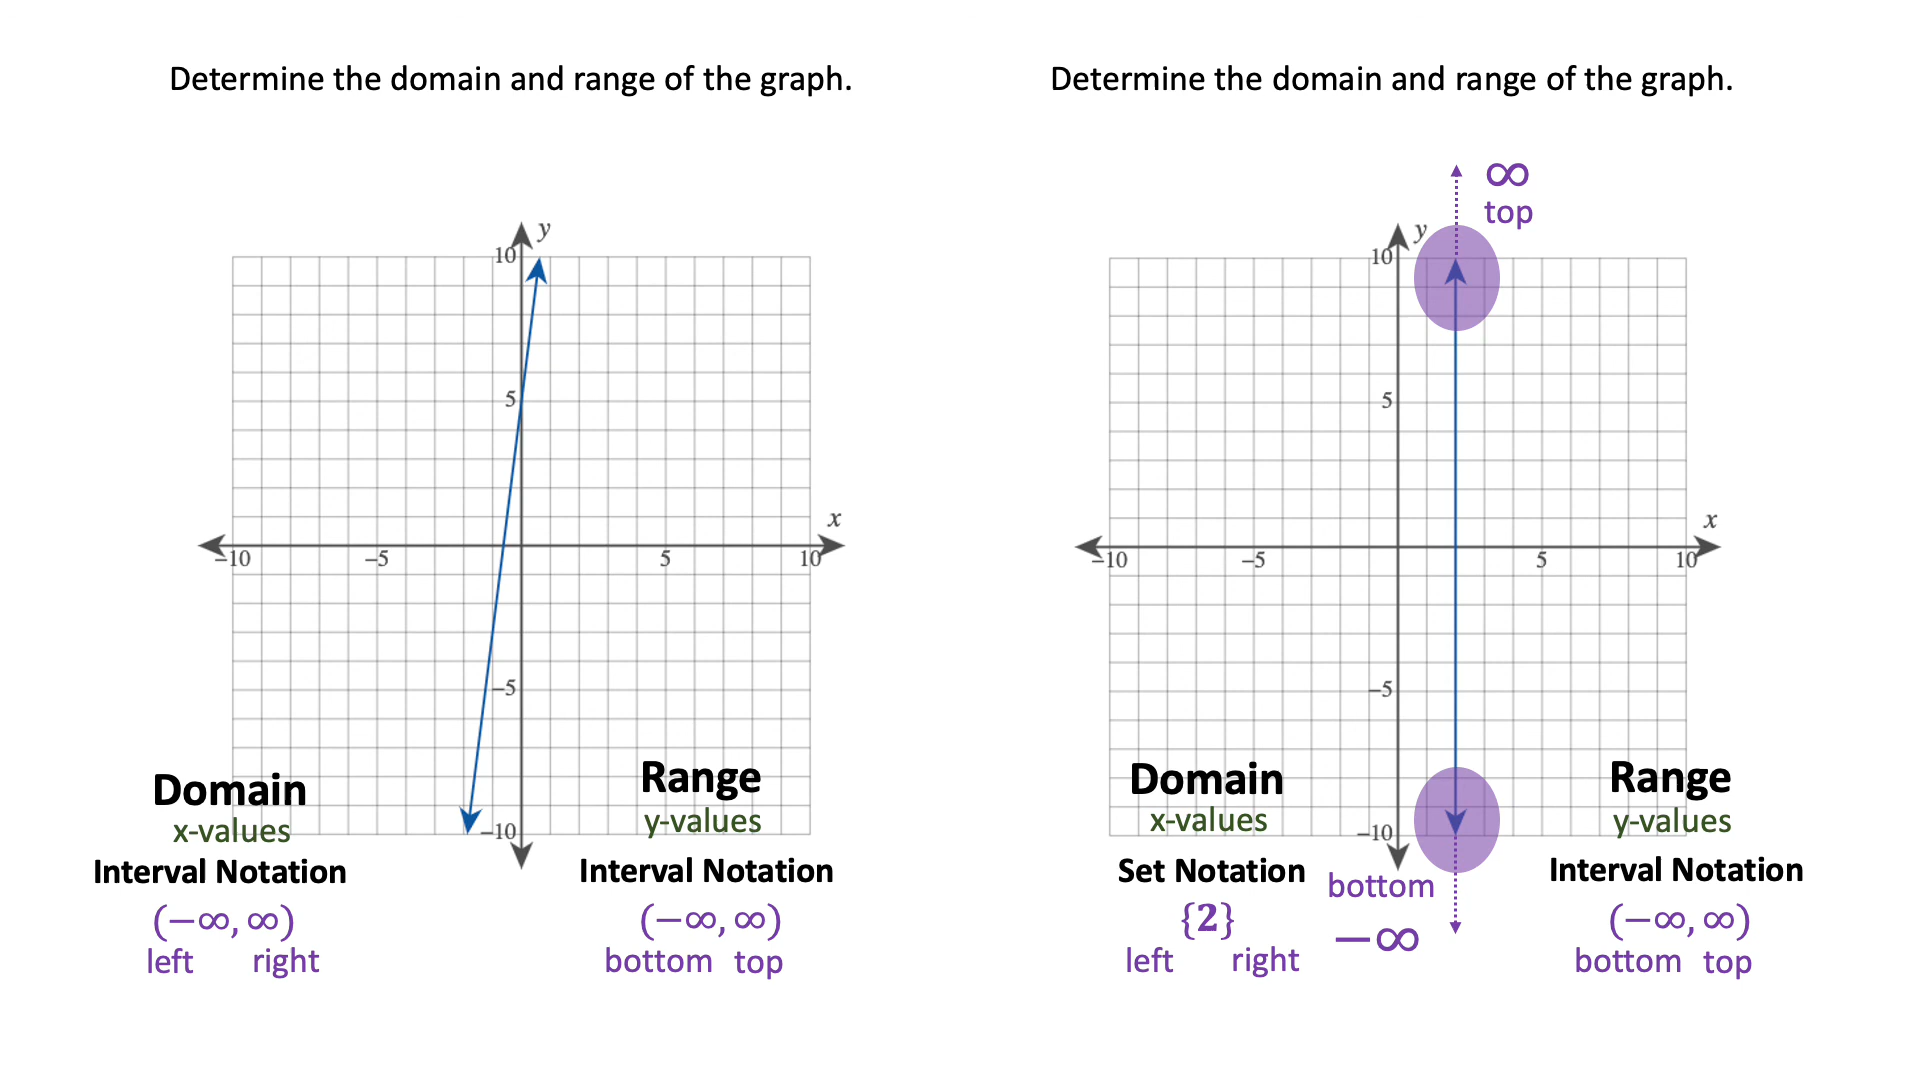 Determine the domain and range of the graph.
y
10
5
x
−10 −5 5 10
−5
−10
Domain
x-values
Interval Notation
(−∞, ∞)
left right
Range
y-values
Interval Notation
(−∞, ∞)
bottom top
Determine the domain and range of the graph.
∞
top
y
10
5
x
−10 −5 5 10
−5
−10
Domain
x-values
Set Notation
{2}
left right
bottom
−∞
Range
y-values
Interval Notation
(−∞, ∞)
bottom top